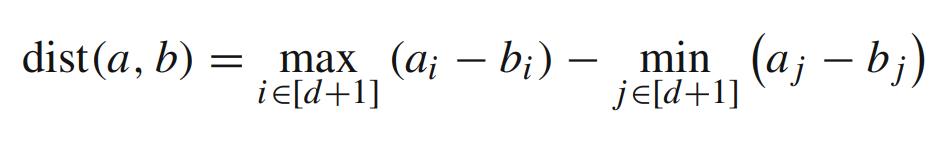 dist(a, b) = max_{i∈[d+1]} (a_i − b_i) − min_{j∈[d+1]} (a_j − b_j)